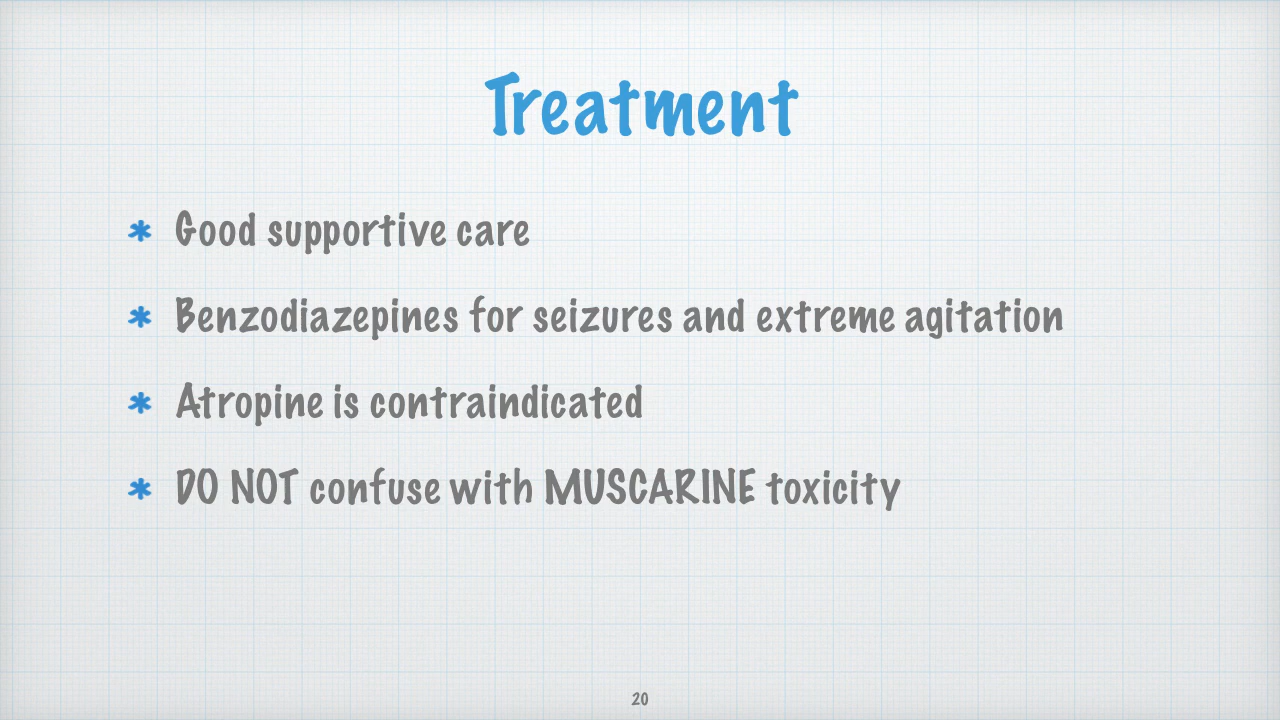 Treatment
* Good supportive care
* Benzodiazepines for seizures and extreme agitation
* Atropine is contraindicated
* DO NOT confuse with MUSCARINE toxicity
20